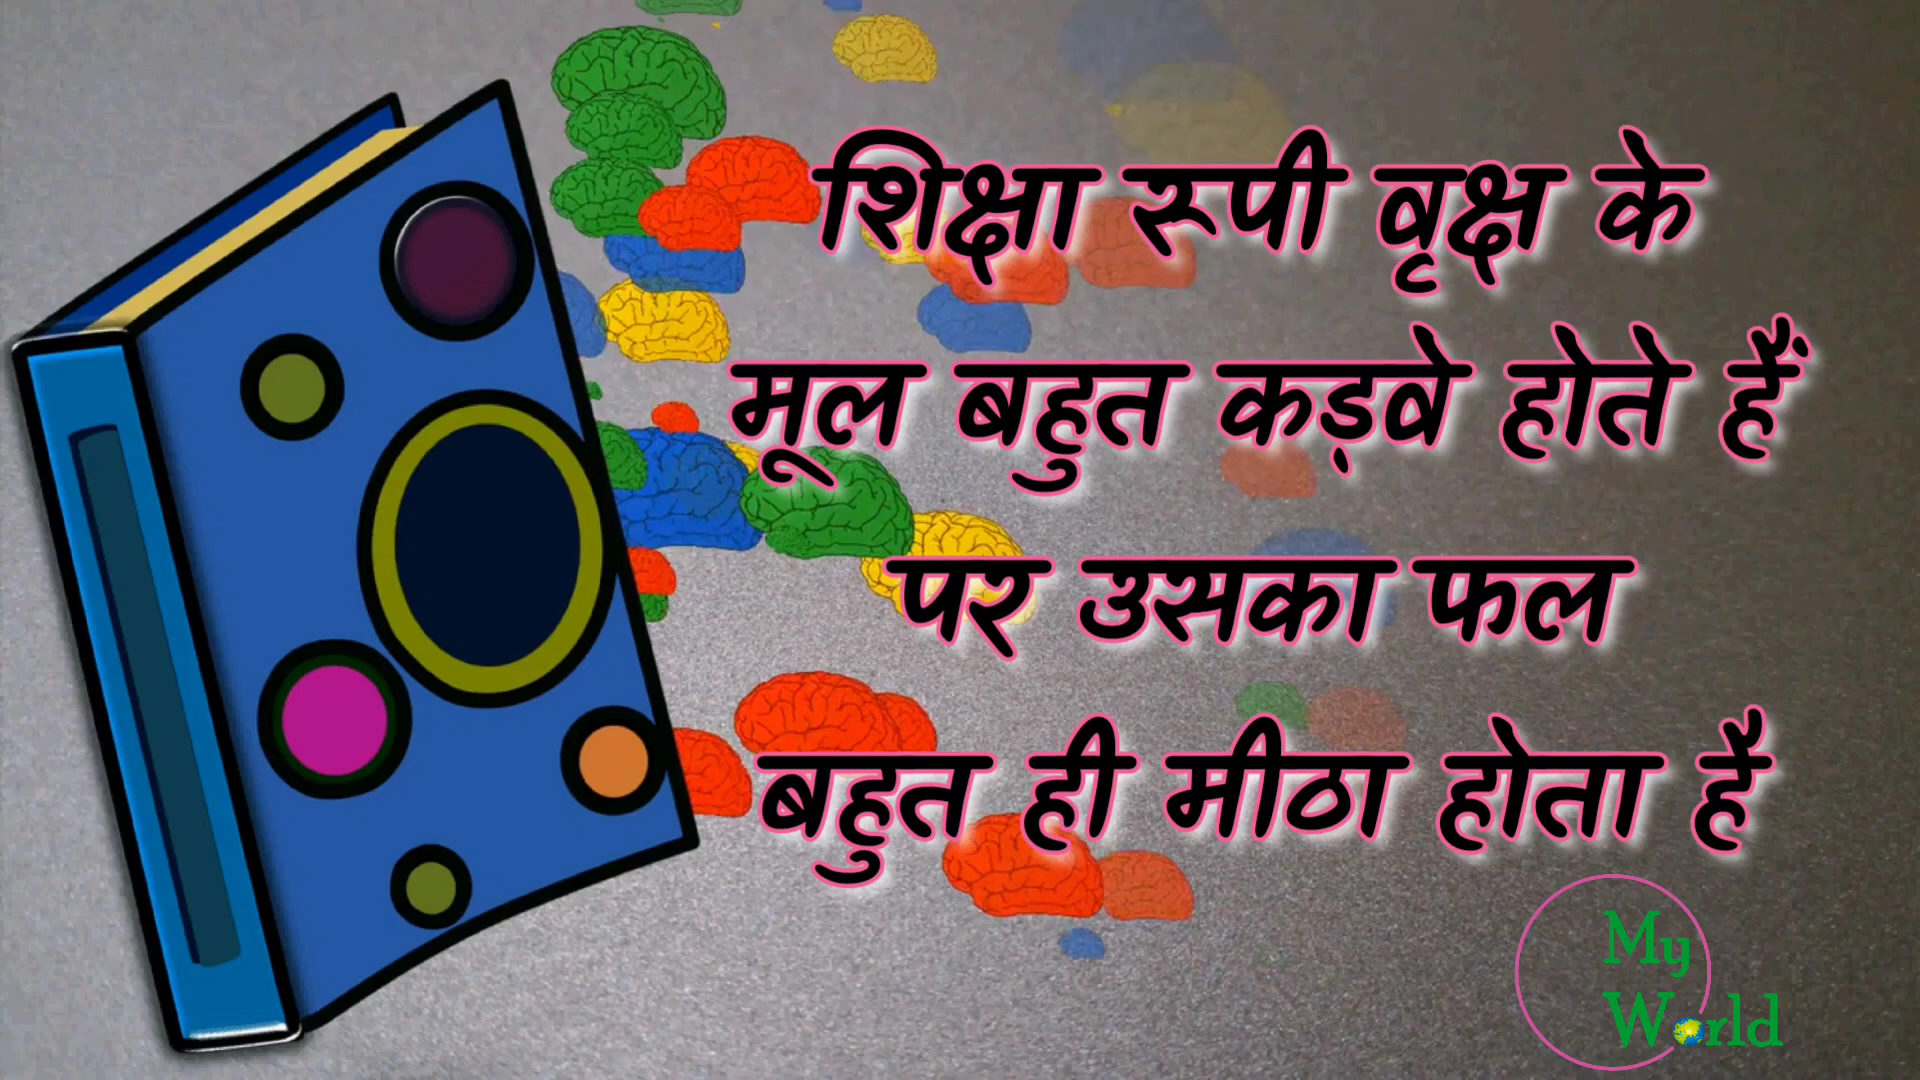 शिक्षा रूपी वृक्ष के
मूल बहुत कड़वे होते हैं
पर उसका फल
बहुत ही मीठा होता है
My
World